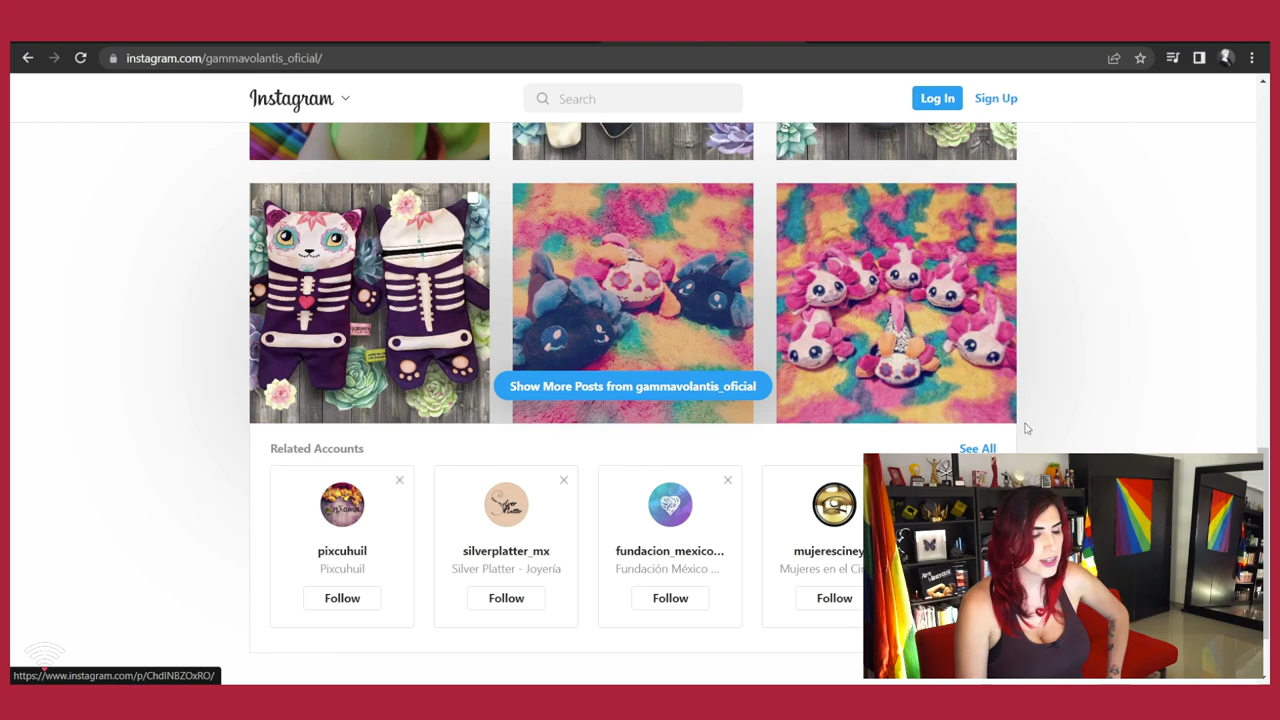 instagram.com/gammavolantis_oficial/
Instagram
Search
Log In
Sign Up
Show More Posts from gammavolantis_oficial
Related Accounts
See All
pixcuhuil
silverplatter_mx
fundacion_mexico...
mujeresciney
Pixcuhuil
Silver Platter - Joyería
Fundación México ...
Mujeres en el Ci
Follow
Follow
Follow
Follow
https://www.instagram.com/p/ChdINBZOxRO/